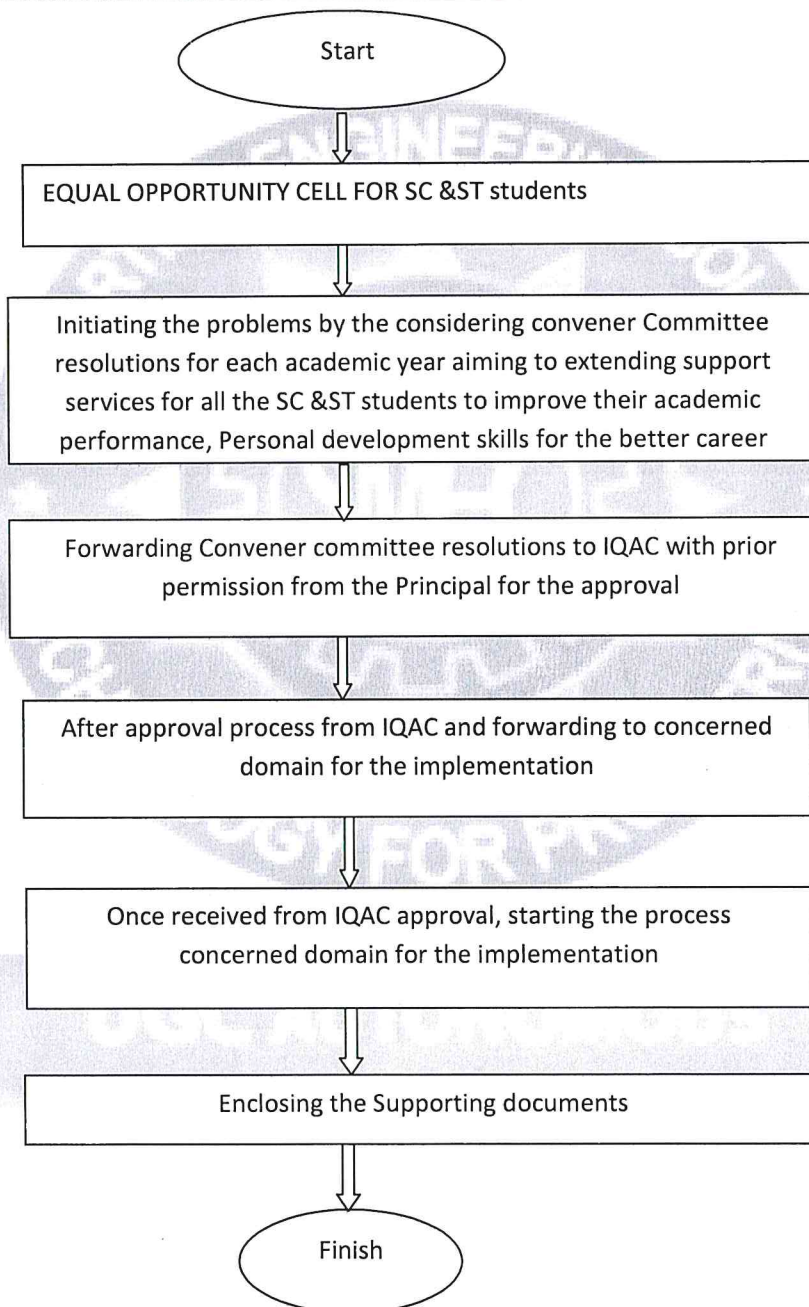 Start
EQUAL OPPORTUNITY CELL FOR SC &ST students
Initiating the problems by the considering convener Committee
resolutions for each academic year aiming to extending support
services for all the SC &ST students to improve their academic
performance, Personal development skills for the better career
Forwarding Convener committee resolutions to IQAC with prior
permission from the Principal for the approval
After approval process from IQAC and forwarding to concerned
domain for the implementation
Once received from IQAC approval, starting the process
concerned domain for the implementation
UGC AUTONOMOUS
Enclosing the Supporting documents
Finish